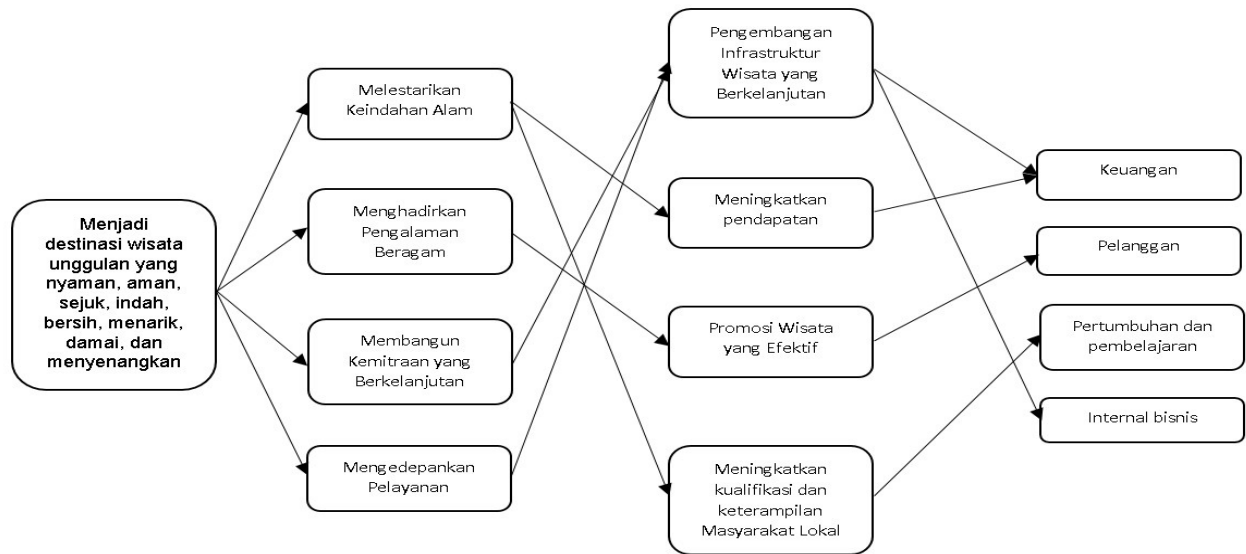 Menjadi
destinasi wisata
unggulan yang
nyaman, aman,
sejuk, indah,
bersih, menarik,
damai, dan
menyenangkan
Melestarikan
Keindahan Alam
Menghadirkan
Pengalaman
Beragam
Membangun
Kemitraan yang
Berkelanjutan
Mengedepankan
Pelayanan
Pengembangan
Infrastruktur
Wisata yang
Berkelanjutan
Meningkatkan
pendapatan
Promosi Wisata
yang Efektif
Meningkatkan
kualifikasi dan
keterampilan
Masyarakat Lokal
Keuangan
Pelanggan
Pertumbuhan dan
pembelajaran
Internal bisnis